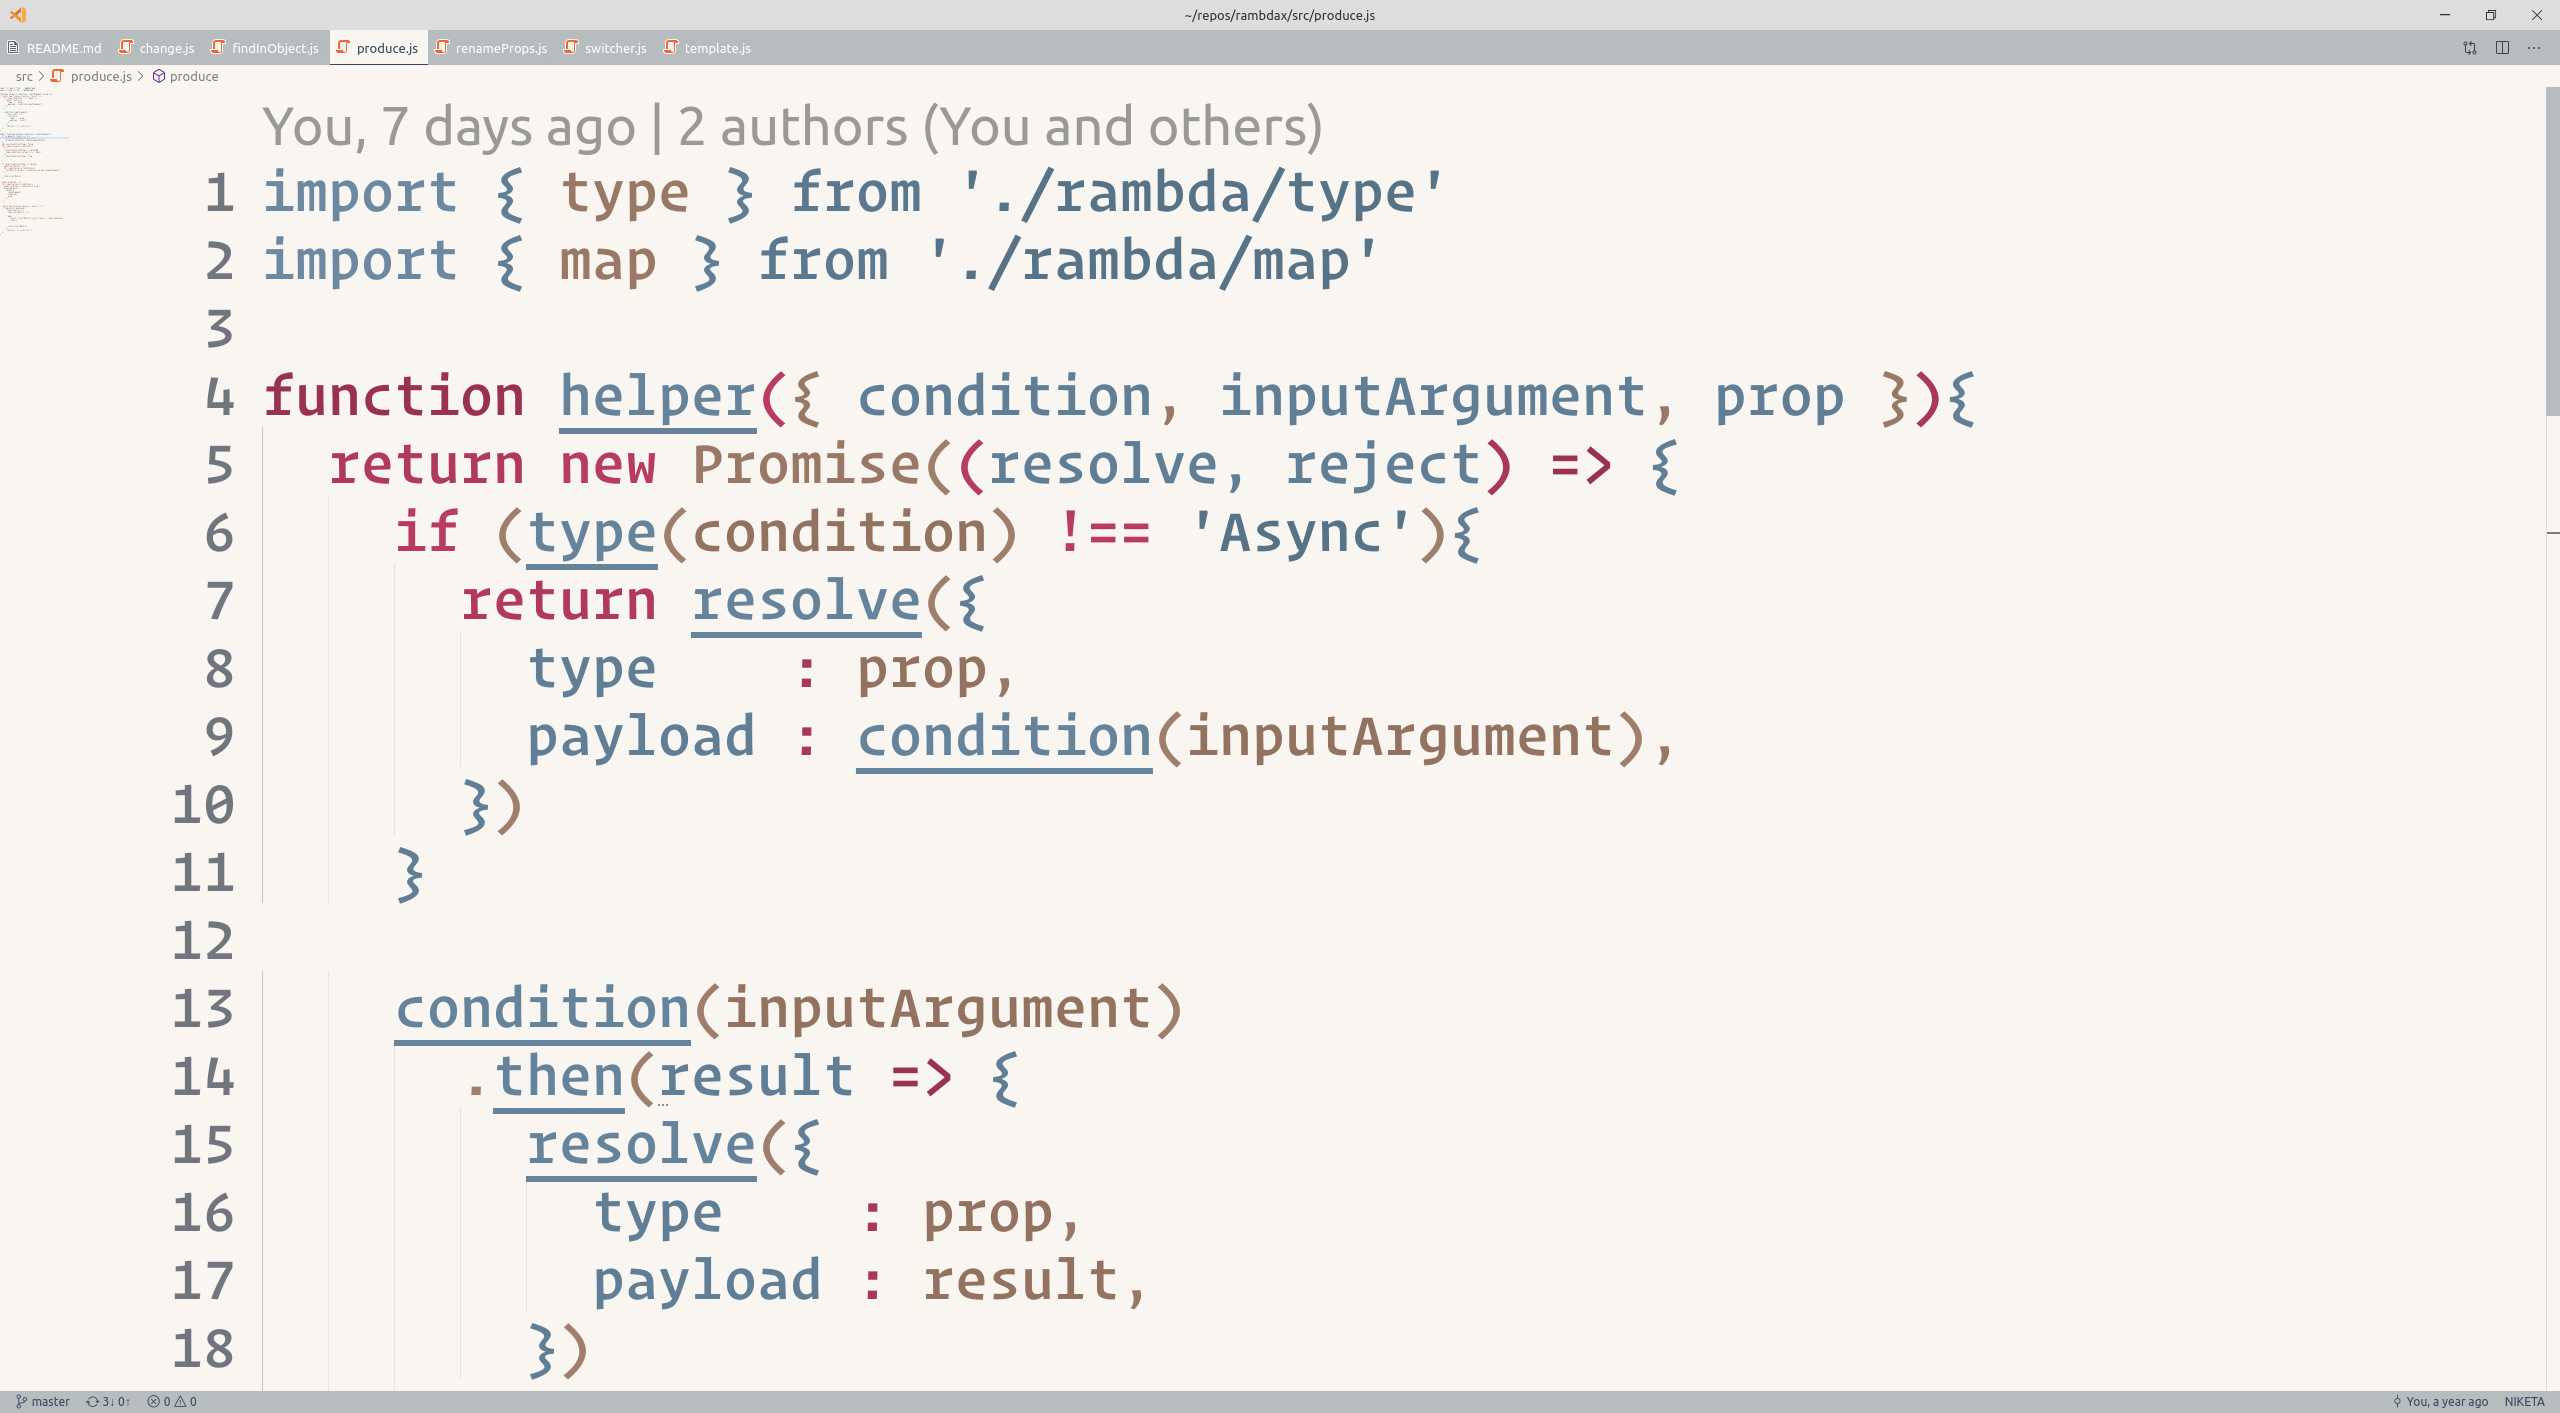 ~/repos/rambdax/src/produce.js
README.md change.js findInObject.js produce.js renameProps.js switcher.js template.js
src > produce.js > produce
You, 7 days ago | 2 authors (You and others)
1 import { type } from './rambda/type'
2 import { map } from './rambda/map'
3
4 function helper({ condition, inputArgument, prop }){
5   return new Promise((resolve, reject) => {
6     if (type(condition) !== 'Async'){
7       return resolve({
8         type    : prop,
9         payload : condition(inputArgument),
10       })
11     }
12
13     condition(inputArgument)
14       .then(result => {
15         resolve({
16           type    : prop,
17           payload : result,
18         })
master 3↓ 0↑ 0 0 You, a year ago NIKETA